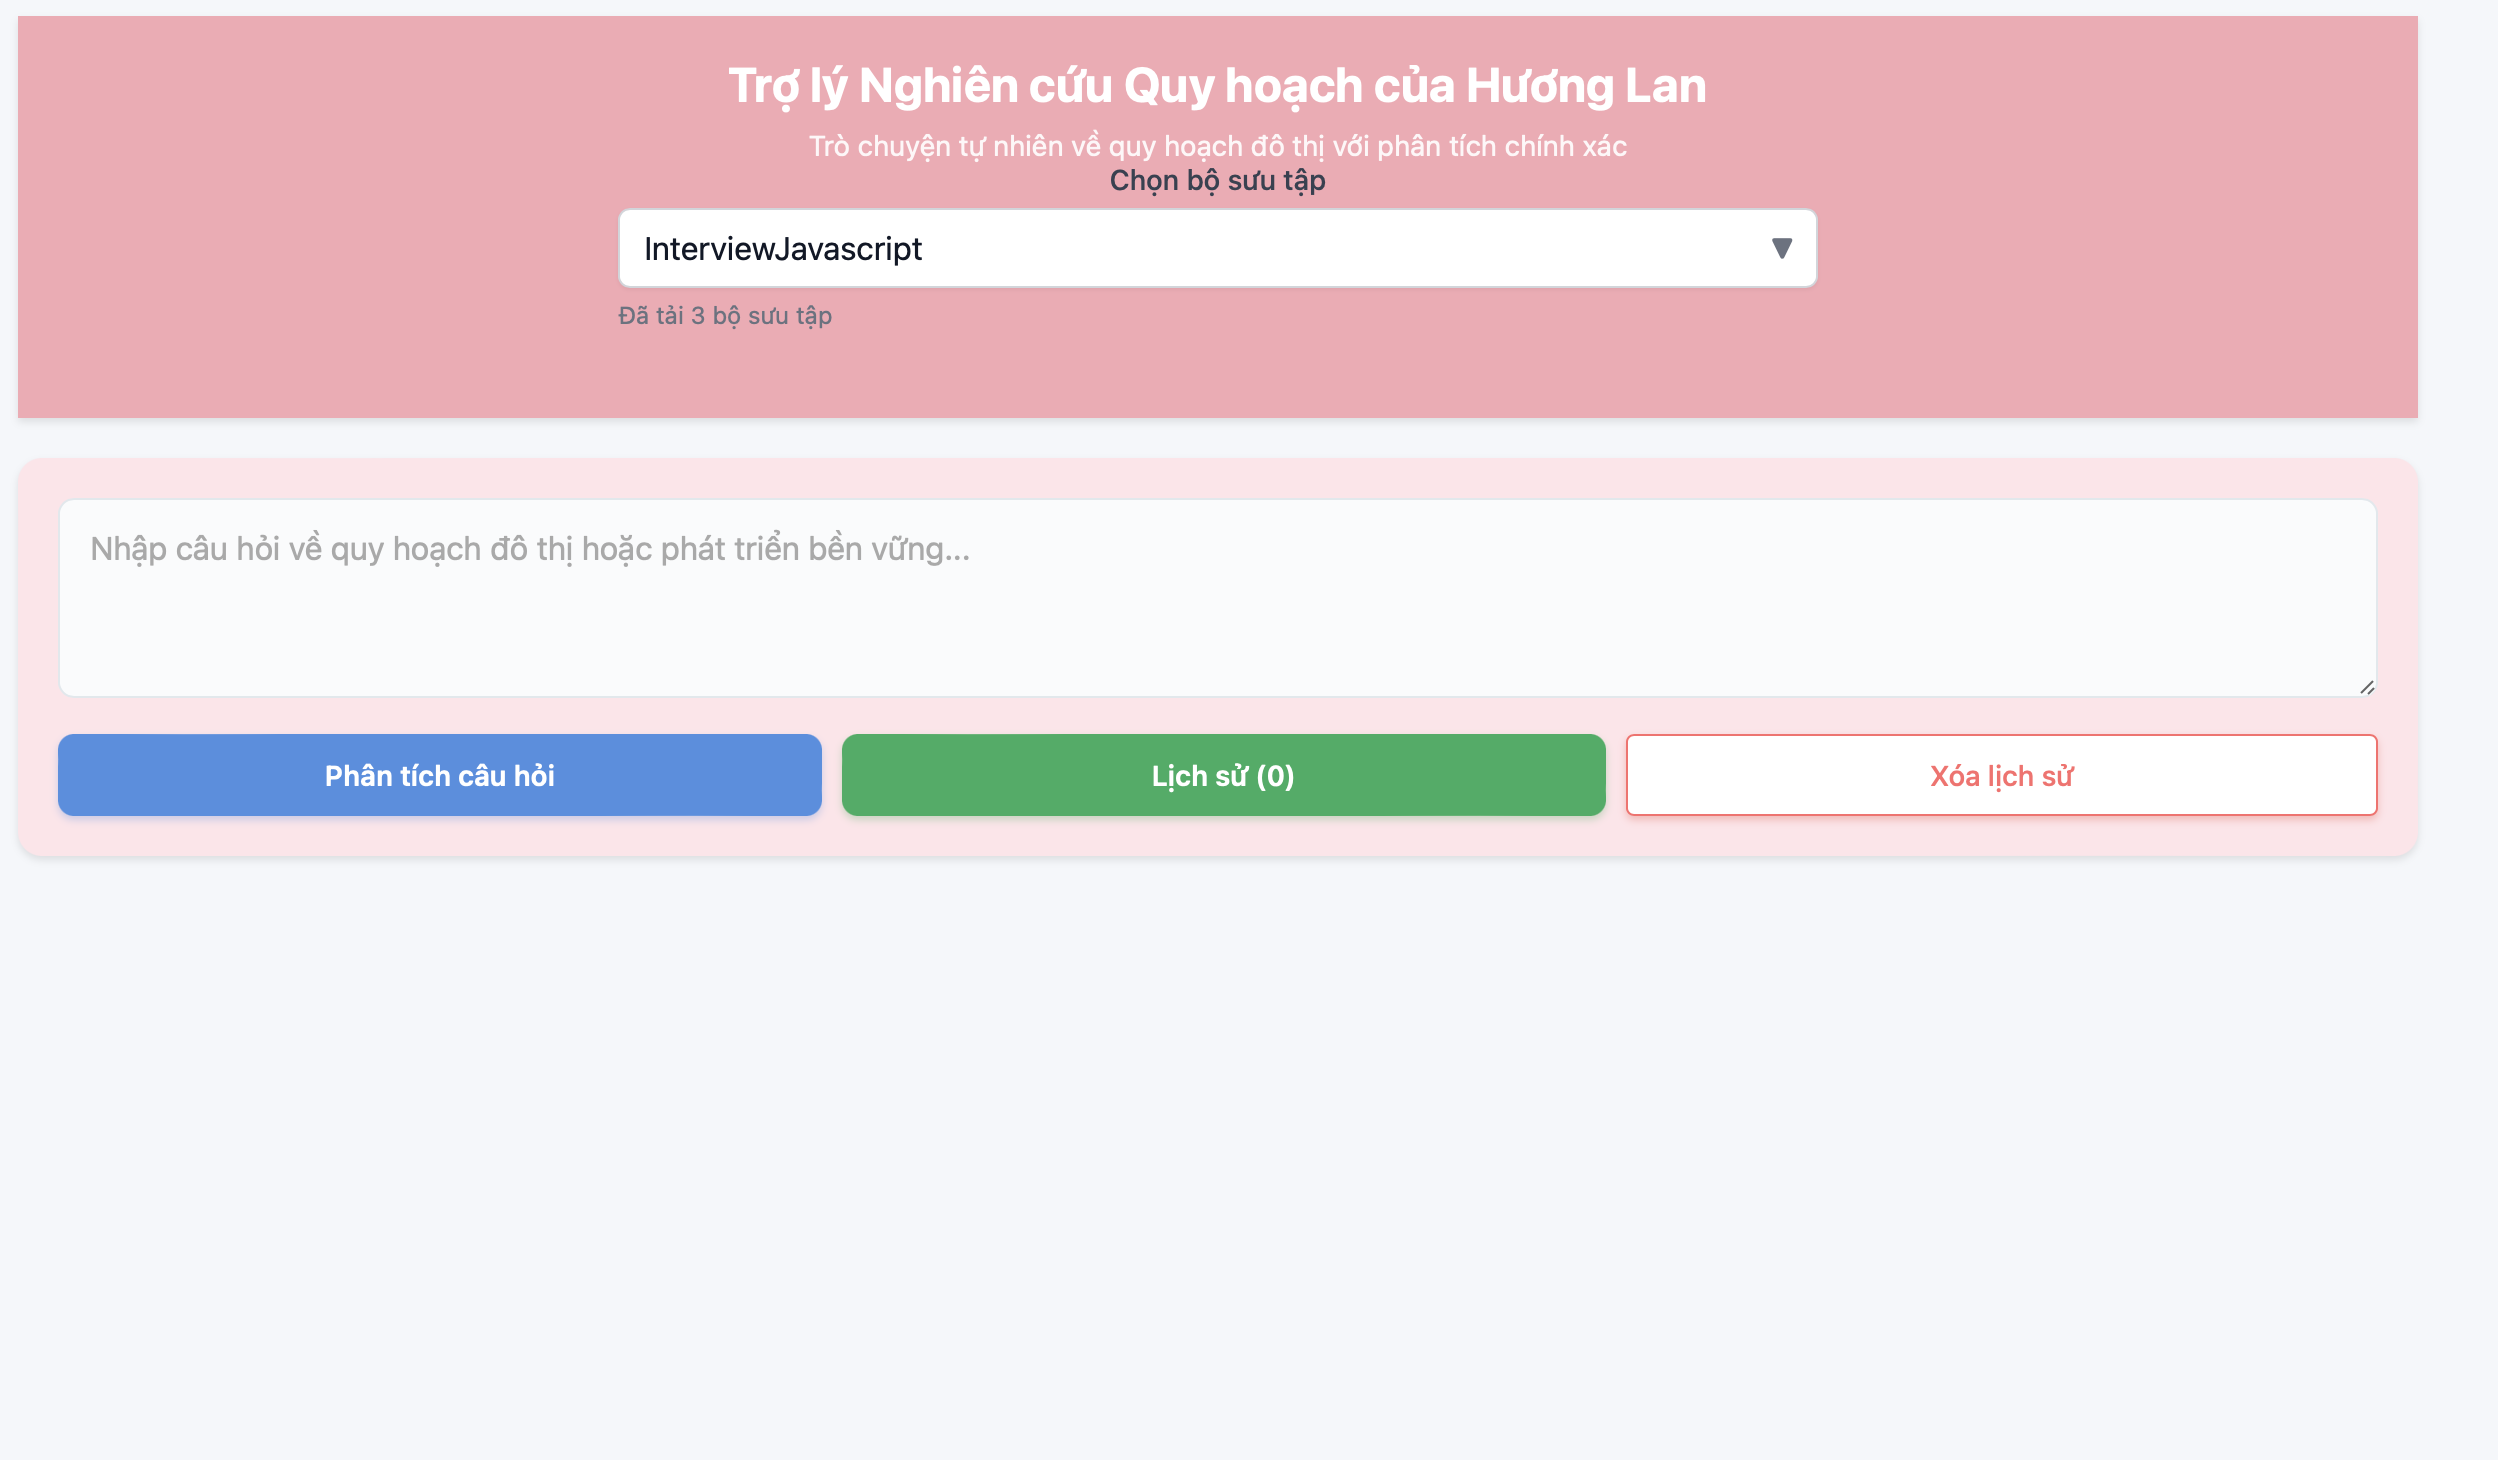 Trợ lý Nghiên cứu Quy hoạch của Hương Lan
Trò chuyện tự nhiên về quy hoạch đô thị với phân tích chính xác
Chọn bộ sưu tập
InterviewJavascript
Đã tải 3 bộ sưu tập
Nhập câu hỏi về quy hoạch đô thị hoặc phát triển bền vững...
Phân tích câu hỏi
Lịch sử (0)
Xóa lịch sử